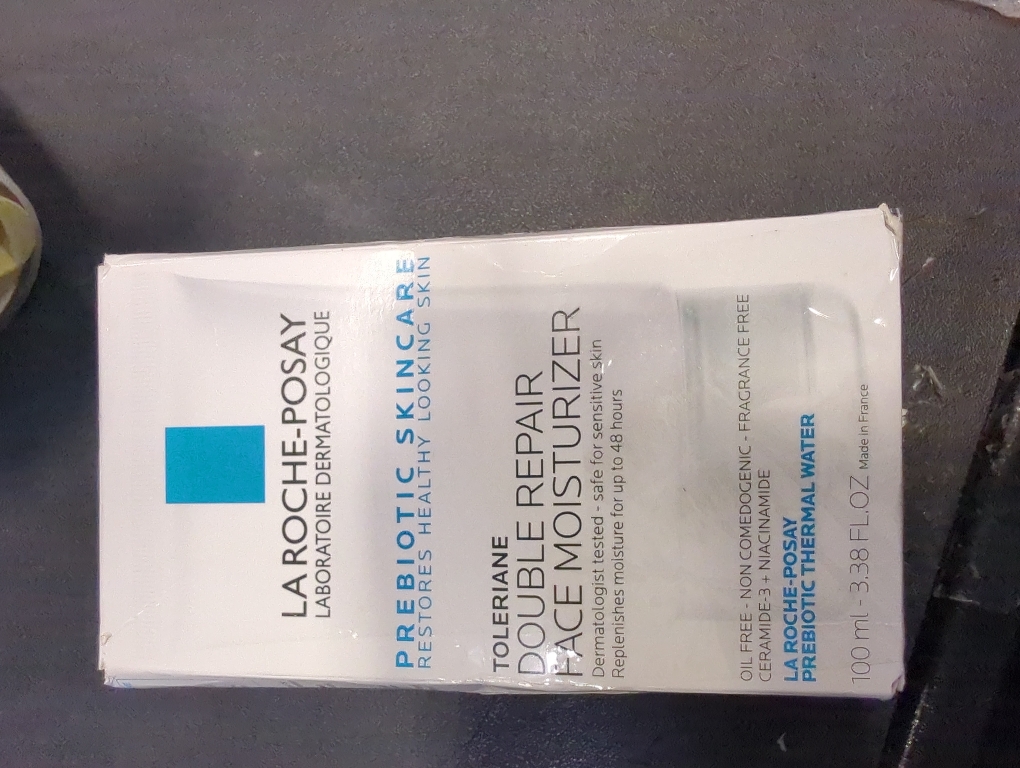 LA ROCHE-POSAY
LABORATOIRE DERMATOLOGIQUE
PREBIOTIC SKINCARE
RESTORES HEALTHY LOOKING SKIN
TOLERIANE
DOUBLE REPAIR
FACE MOISTURIZER
Dermatologist tested - safe for sensitive skin
Replenishes moisture for up to 48 hours
OIL FREE - NON COMEDOGENIC - FRAGRANCE FREE
CERAMIDE-3 + NIACINAMIDE
LA ROCHE-POSAY
PREBIOTIC THERMAL WATER
100 ml - 3.38 FL.OZ Made in France